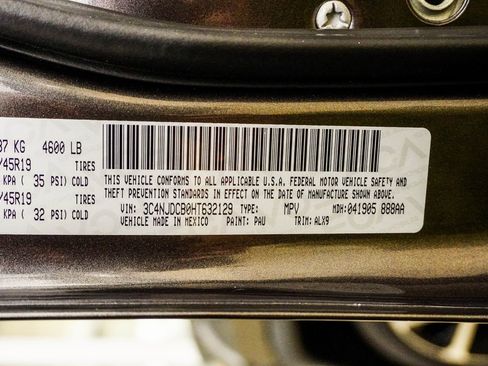 87 KG 4600 LB
/45R19 TIRES
KPA ( 35 PSI) COLD
/45R19 TIRES
KPA ( 32 PSI) COLD
THIS VEHICLE CONFORMS TO ALL APPLICABLE U.S.A. FEDERAL MOTOR VEHICLE SAFETY AND
THEFT PREVENTION STANDARDS IN EFFECT ON THE DATE OF MANUFACTURE SHOWN ABOVE.
VIN: 3C4NJDCB0HT632129 TYPE: MPV MDH:041905 888AA
VEHICLE MADE IN MEXICO PAINT: PAU TRIM: ALX9